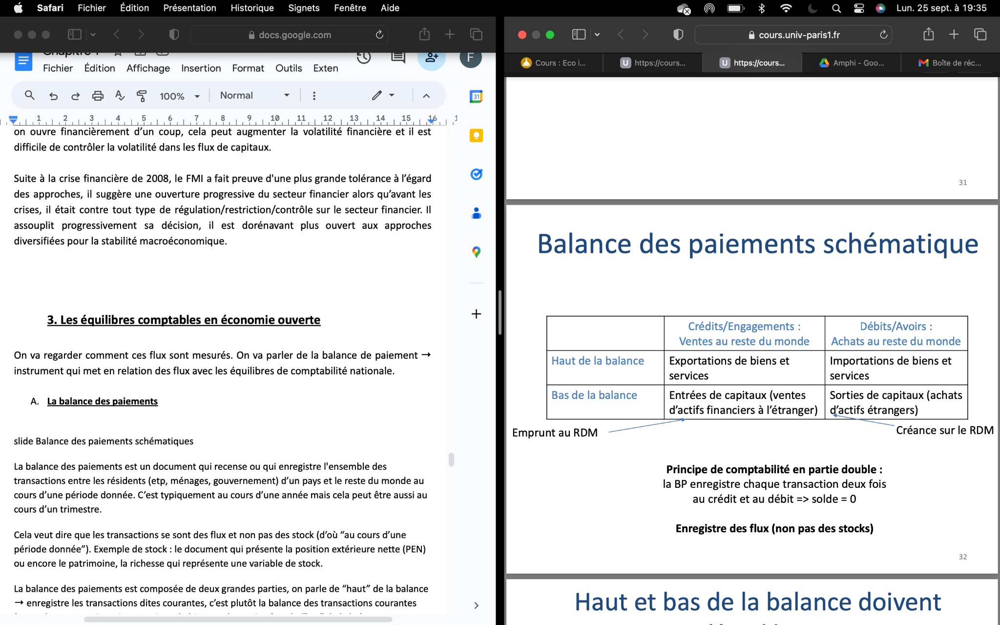 Safari Fichier Édition Présentation Historique Signets Fenêtre Aide
Lun. 25 sept. à 19:35
docs.google.com
Fichier Édition Affichage Insertion Format Outils Exten
F
100% Normal
1 2 3 4 5 6 7 8 9 10 11 12 13 14 15 16
31
on ouvre financièrement d’un coup, cela peut augmenter la volatilité financière et il est
difficile de contrôler la volatilité dans les flux de capitaux.
Suite à la crise financière de 2008, le FMI a fait preuve d'une plus grande tolérance à l’égard
des approches, il suggère une ouverture progressive du secteur financier alors qu’avant les
crises, il était contre tout type de régulation/restriction/contrôle sur le secteur financier. Il
assouplit progressivement sa décision, il est dorénavant plus ouvert aux approches
diversifiées pour la stabilité macroéconomique.
3. Les équilibres comptables en économie ouverte
On va regarder comment ces flux sont mesurés. On va parler de la balance de paiement →
instrument qui met en relation des flux avec les équilibres de comptabilité nationale.
A. La balance des paiements
slide Balance des paiements schématiques
La balance des paiements est un document qui recense ou qui enregistre l'ensemble des
transactions entre les résidents (etp, ménages, gouvernement) d’un pays et le reste du monde au
cours d’une période donnée. C’est typiquement au cours d’une année mais cela peut être aussi au
cours d’un trimestre.
Cela veut dire que les transactions se sont des flux et non pas des stock (d’où “au cours d’une
période donnée”). Exemple de stock : le document qui présente la position extérieure nette (PEN)
ou encore le patrimoine, la richesse qui représente une variable de stock.
La balance des paiements est composée de deux grandes parties, on parle de “haut” de la balance
→ enregistre les transactions dites courantes, c’est plutôt la balance des transactions courantes
cours.univ-paris1.fr
Cours : Eco i...
U https://cours...
U https://cours...
Amphi - Goo...
Boîte de réc...
31
Balance des paiements schématique
Crédits/Engagements :
Ventes au reste du monde
Débits/Avoirs :
Achats au reste du monde
Haut de la balance
Exportations de biens et
services
Importations de biens et
services
Bas de la balance
Entrées de capitaux (ventes
d’actifs financiers à l’étranger)
Sorties de capitaux (achats
d’actifs étrangers)
Emprunt au RDM
Créance sur le RDM
Principe de comptabilité en partie double :
la BP enregistre chaque transaction deux fois
au crédit et au débit => solde = 0
Enregistre des flux (non pas des stocks)
32
Haut et bas de la balance doivent